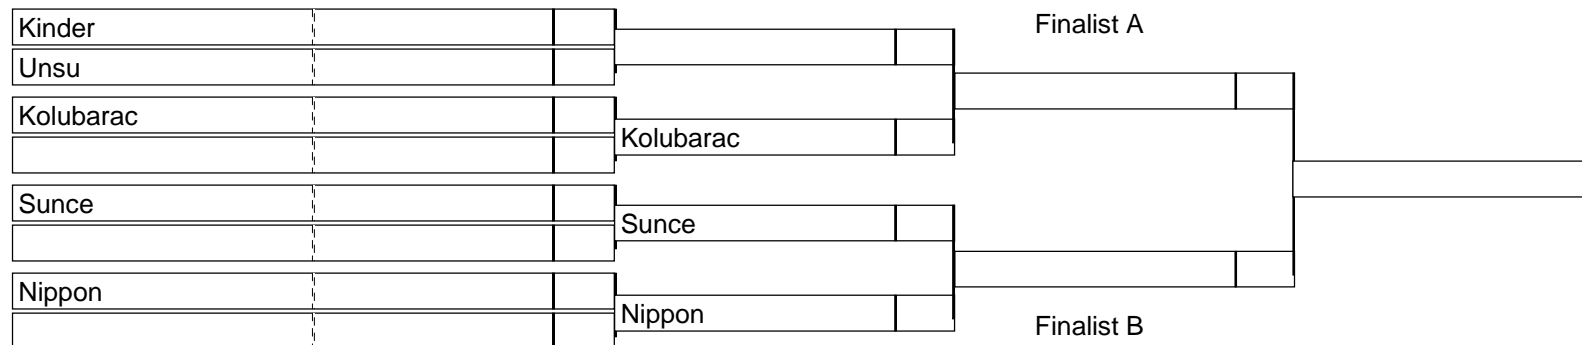 Kinder
Unsu
Kolubarac
Sunce
Nippon
Kolubarac
Sunce
Nippon
Finalist A
Finalist B